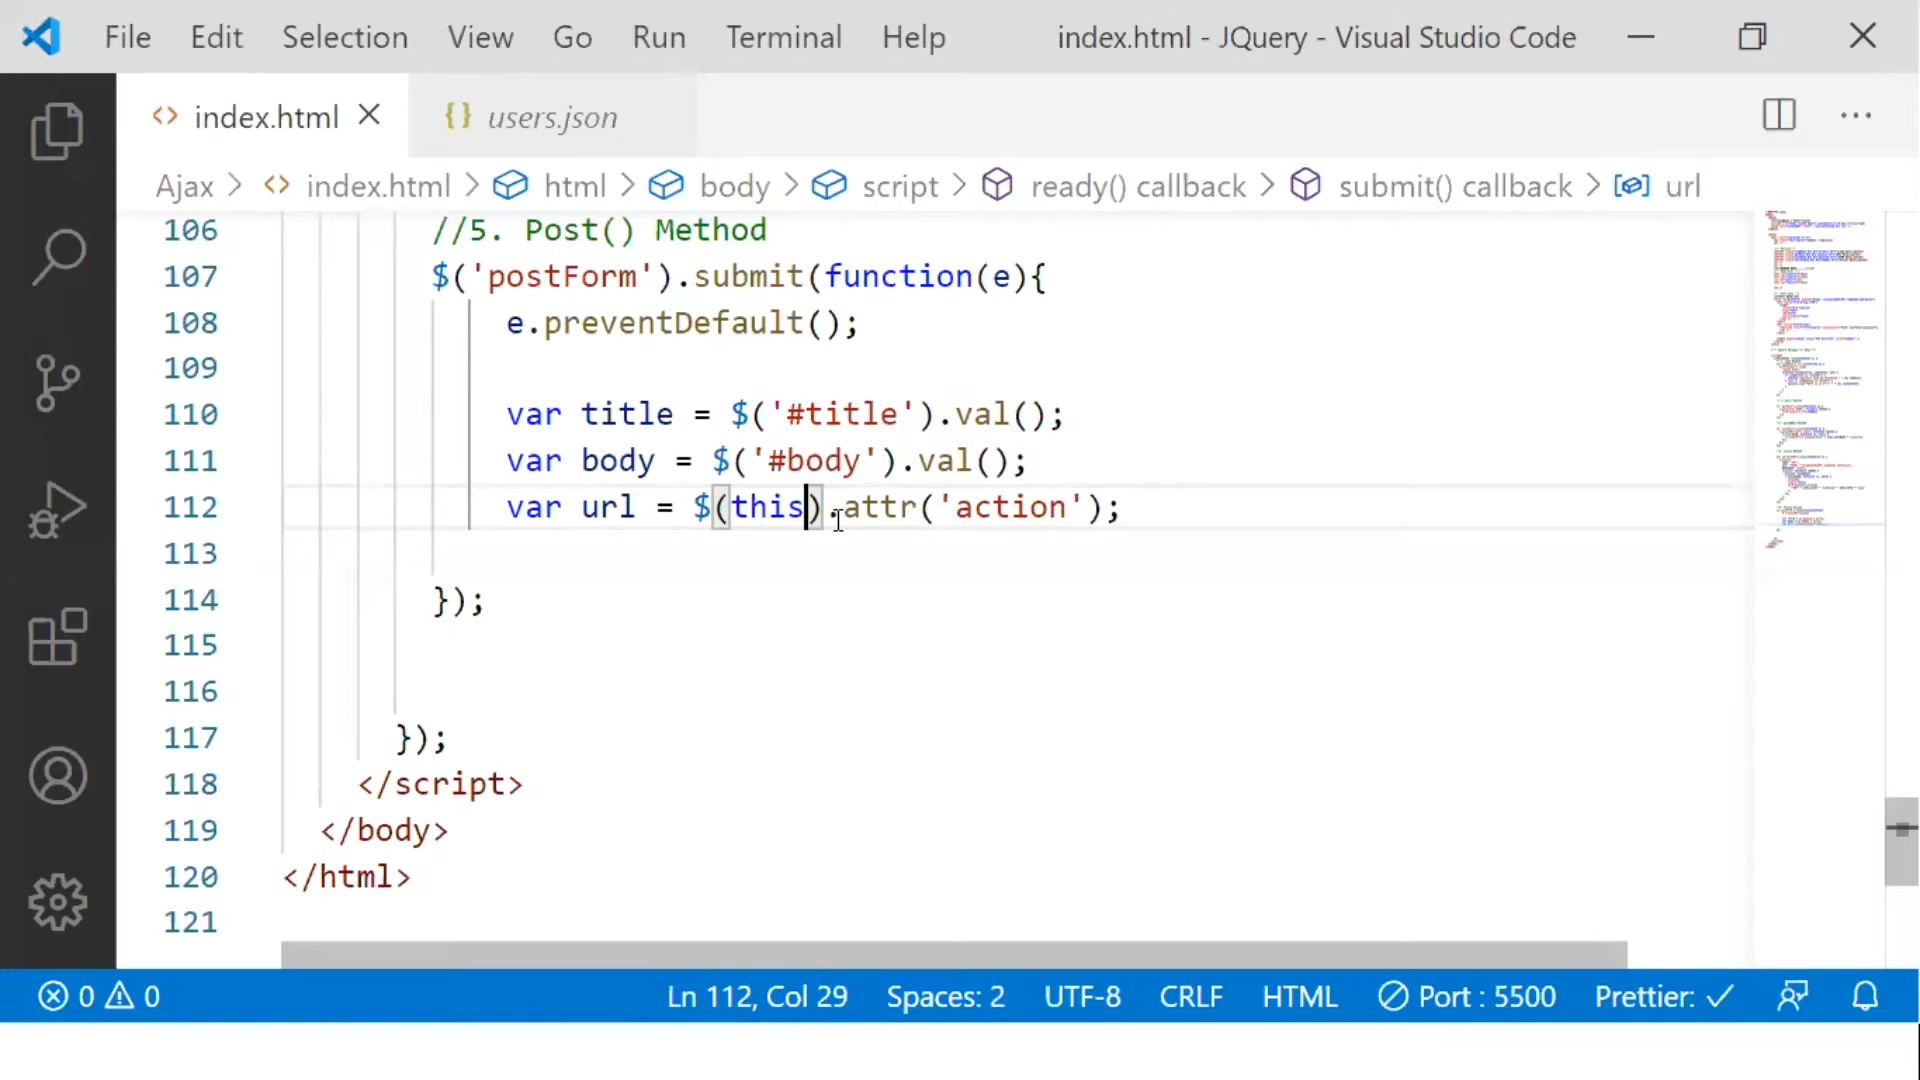 File Edit Selection View Go Run Terminal Help index.html - JQuery - Visual Studio Code
index.html users.json
Ajax > index.html > html > body > script > ready() callback > submit() callback > url
106 //5. Post() Method
107 $('postForm').submit(function(e){
108 e.preventDefault();
109
110 var title = $('#title').val();
111 var body = $('#body').val();
112 var url = $(this).attr('action');
113
114 });
115
116
117 });
118 </script>
119 </body>
120 </html>
121
0 0 Ln 112, Col 29 Spaces: 2 UTF-8 CRLF HTML Port : 5500 Prettier: ✓